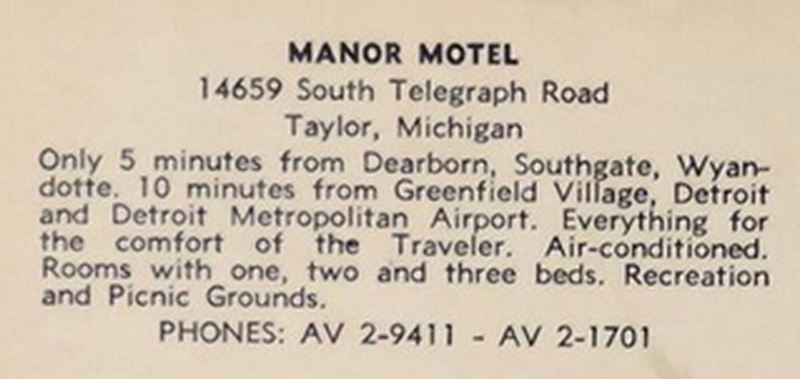 MANOR MOTEL
14659 South Telegraph Road
Taylor, Michigan
Only 5 minutes from Dearborn, Southgate, Wyan-
dotte. 10 minutes from Greenfield Village, Detroit
and Detroit Metropolitan Airport. Everything for
the comfort of the Traveler. Air-conditioned.
Rooms with one, two and three beds. Recreation
and Picnic Grounds.
PHONES: AV 2-9411 - AV 2-1701